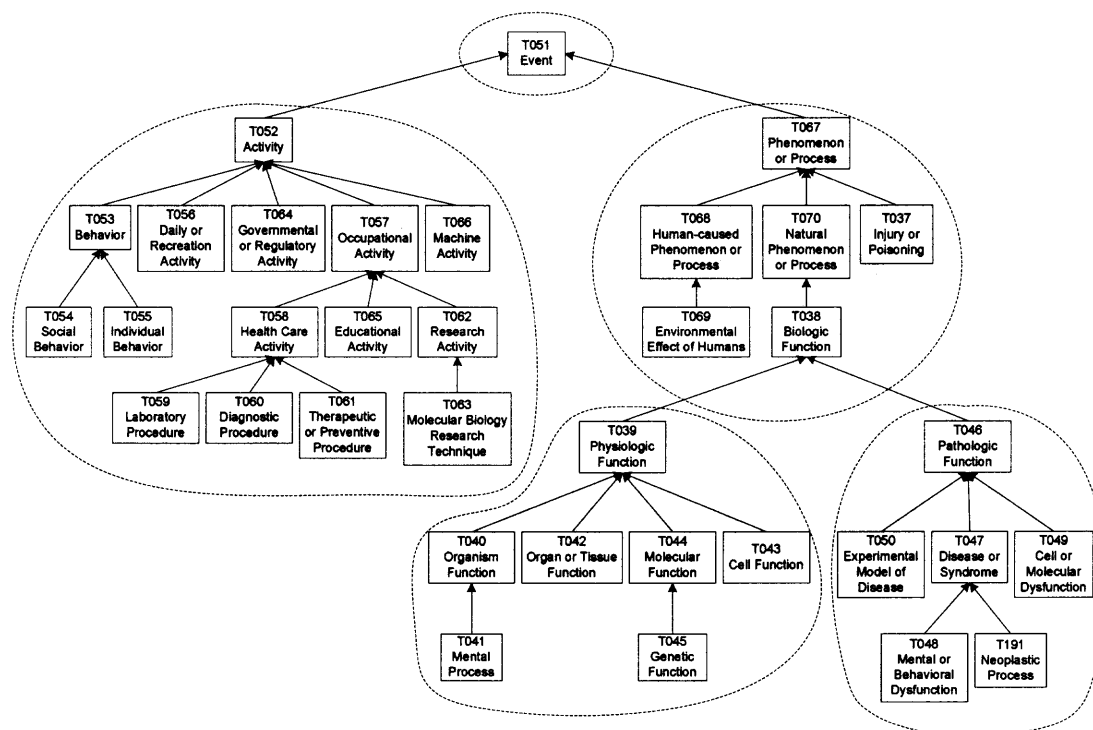 T051
Event
T052
Activity
T067
Phenomenon
or Process
T053
Behavior
T056
Daily or
Recreation
Activity
T064
Governmental
or Regulatory
Activity
T057
Occupational
Activity
T066
Machine
Activity
T068
Human-caused
Phenomenon or
Process
T070
Natural
Phenomenon
or Process
T037
Injury or
Poisoning
T054
Social
Behavior
T055
Individual
Behavior
T058
Health Care
Activity
T065
Educational
Activity
T062
Research
Activity
T069
Environmental
Effect of Humans
T038
Biologic
Function
T059
Laboratory
Procedure
T060
Diagnostic
Procedure
T061
Therapeutic
or Preventive
Procedure
T063
Molecular Biology
Research
Technique
T039
Physiologic
Function
T046
Pathologic
Function
T040
Organism
Function
T042
Organ or Tissue
Function
T044
Molecular
Function
T043
Cell Function
T050
Experimental
Model of
Disease
T047
Disease or
Syndrome
T049
Cell or
Molecular
Dysfunction
T041
Mental
Process
T045
Genetic
Function
T048
Mental or
Behavioral
Dysfunction
T191
Neoplastic
Process